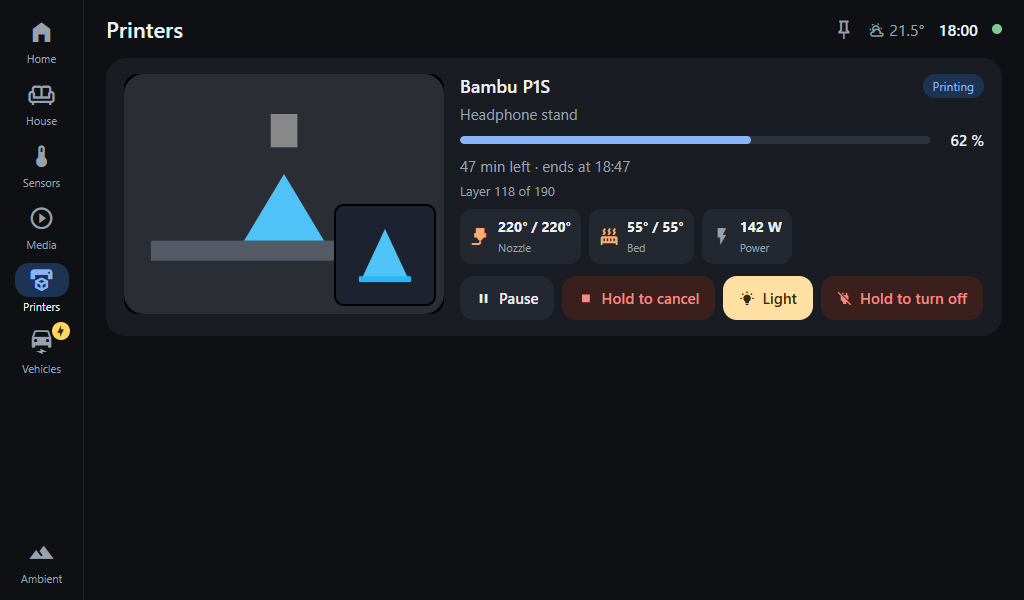 Printers
21.5°
18:00
Home
House
Sensors
Media
Printers
Vehicles
Ambient
Bambu P1S
Printing
Headphone stand
62 %
47 min left · ends at 18:47
Layer 118 of 190
220° / 220°
Nozzle
55° / 55°
Bed
142 W
Power
Pause
Hold to cancel
Light
Hold to turn off